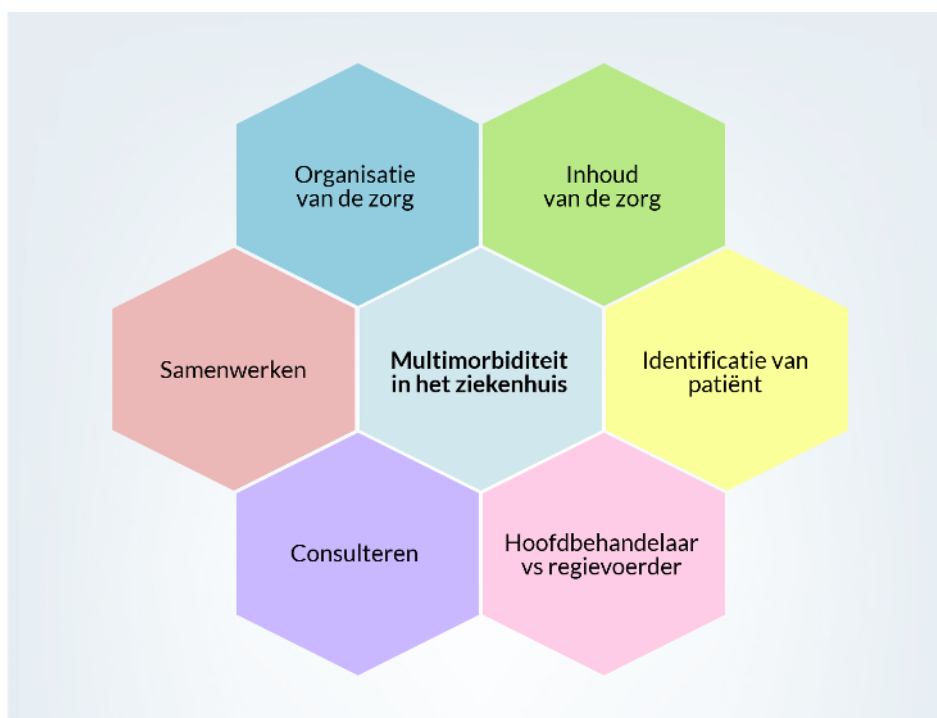 Organisatie
van de zorg
Inhoud
van de zorg
Samenwerken
Multimorbiditeit
in het ziekenhuis
Identificatie van
patiënt
Consulteren
Hoofdbehandelaar
vs regievoerder